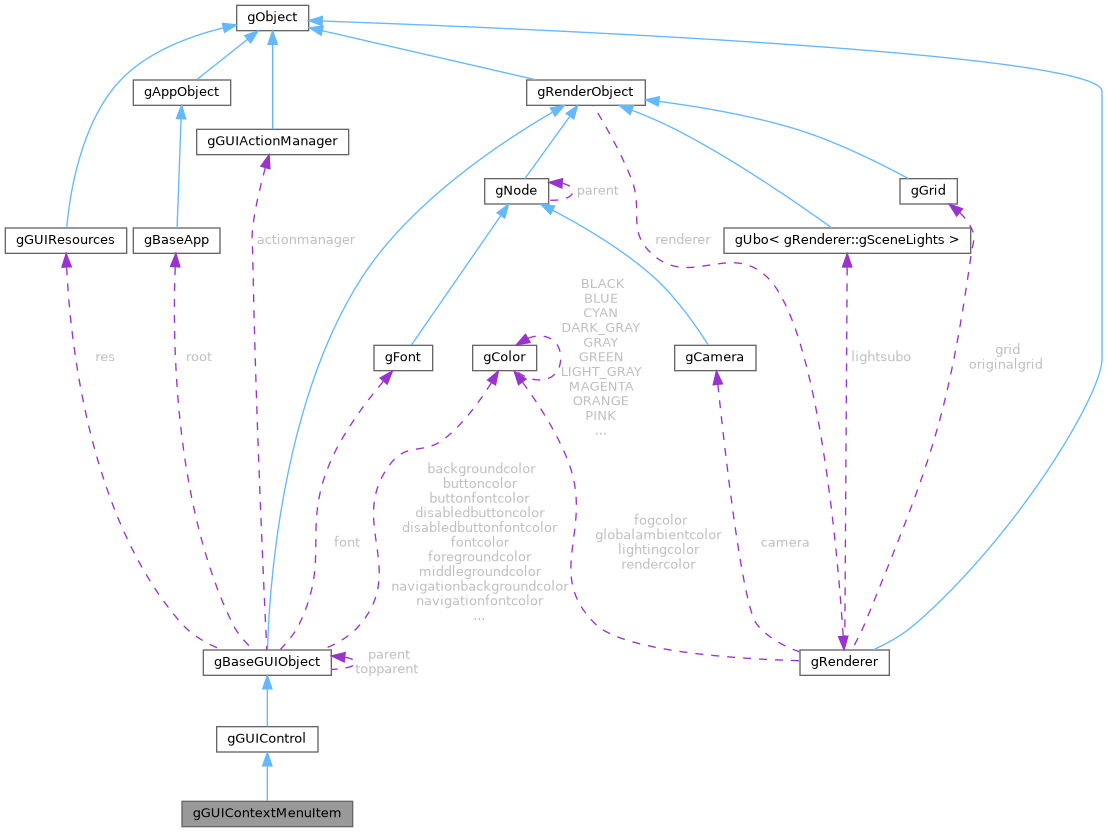 gObject
gAppObject
gRenderObject
gGUIActionManager
gNode
parent
gGrid
gGUIResources
gBaseApp
actionmanager
renderer
gUbo< gRenderer::gSceneLights >
BLACK
BLUE
CYAN
DARK_GRAY
GRAY
GREEN
LIGHT_GRAY
MAGENTA
ORANGE
PINK
...
res
root
gFont
gColor
gCamera
lightsubo
grid
originalgrid
backgroundcolor
buttoncolor
buttonfontcolor
disabledbuttoncolor
disabledbuttonfontcolor
fontcolor
foregroundcolor
middlegroundcolor
navigationbackgroundcolor
navigationfontcolor
...
font
fogcolor
globalambientcolor
lightingcolor
rendercolor
camera
gBaseGUIObject
parent
topparent
gRenderer
gGUIControl
gGUIContextMenuItem